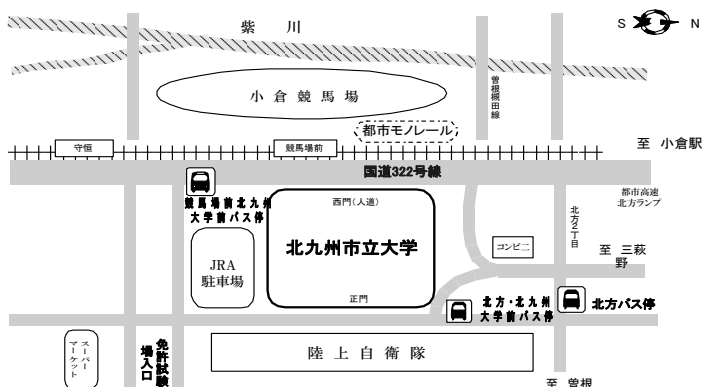 紫川
S N
小倉競馬場
曽根槻田線
都市モノレール
守恒
競馬場前
至 小倉駅
国道322号線
都市高速
北方ランプ
競馬場前北九州
大学前バス停
西門(人道)
北九州市立大学
北方2丁目
コンビニ
至 三萩
野
JRA
駐車場
正門
北方・北九州
大学前バス停
北方バス停
スーパー
マーケット
免許試験
場入口
陸上自衛隊
至 曽根